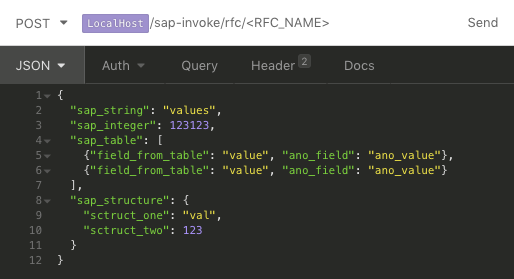 POST LocalHost/sap-invoke/rfc/<RFC_NAME> Send
JSON Auth Query Header 2 Docs
1 {
2 "sap_string": "values",
3 "sap_integer": 123123,
4 "sap_table": [
5 {"field_from_table": "value", "ano_field": "ano_value"},
6 {"field_from_table": "value", "ano_field": "ano_value"}
7 ],
8 "sap_structure": {
9 "sctruct_one": "val",
10 "sctruct_two": 123
11 }
12 }